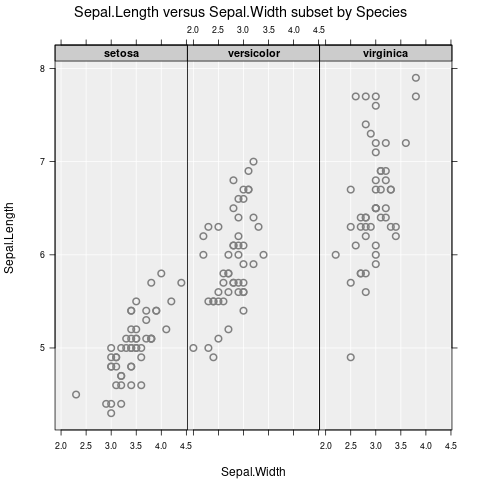 Sepal.Length versus Sepal.Width subset by Species
2.0 2.5 3.0 3.5 4.0 4.5
setosa versicolor virginica
8
7
6
5
Sepal.Length
2.0 2.5 3.0 3.5 4.0 4.5 2.0 2.5 3.0 3.5 4.0 4.5
Sepal.Width